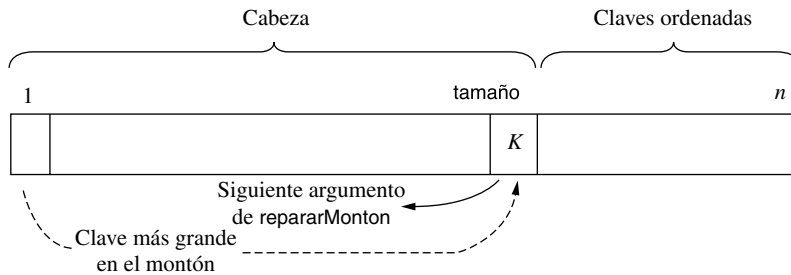 Cabeza
Claves ordenadas
1
tamaño
n
K
Siguiente argumento
de repararMonton
Clave más grande
en el montón